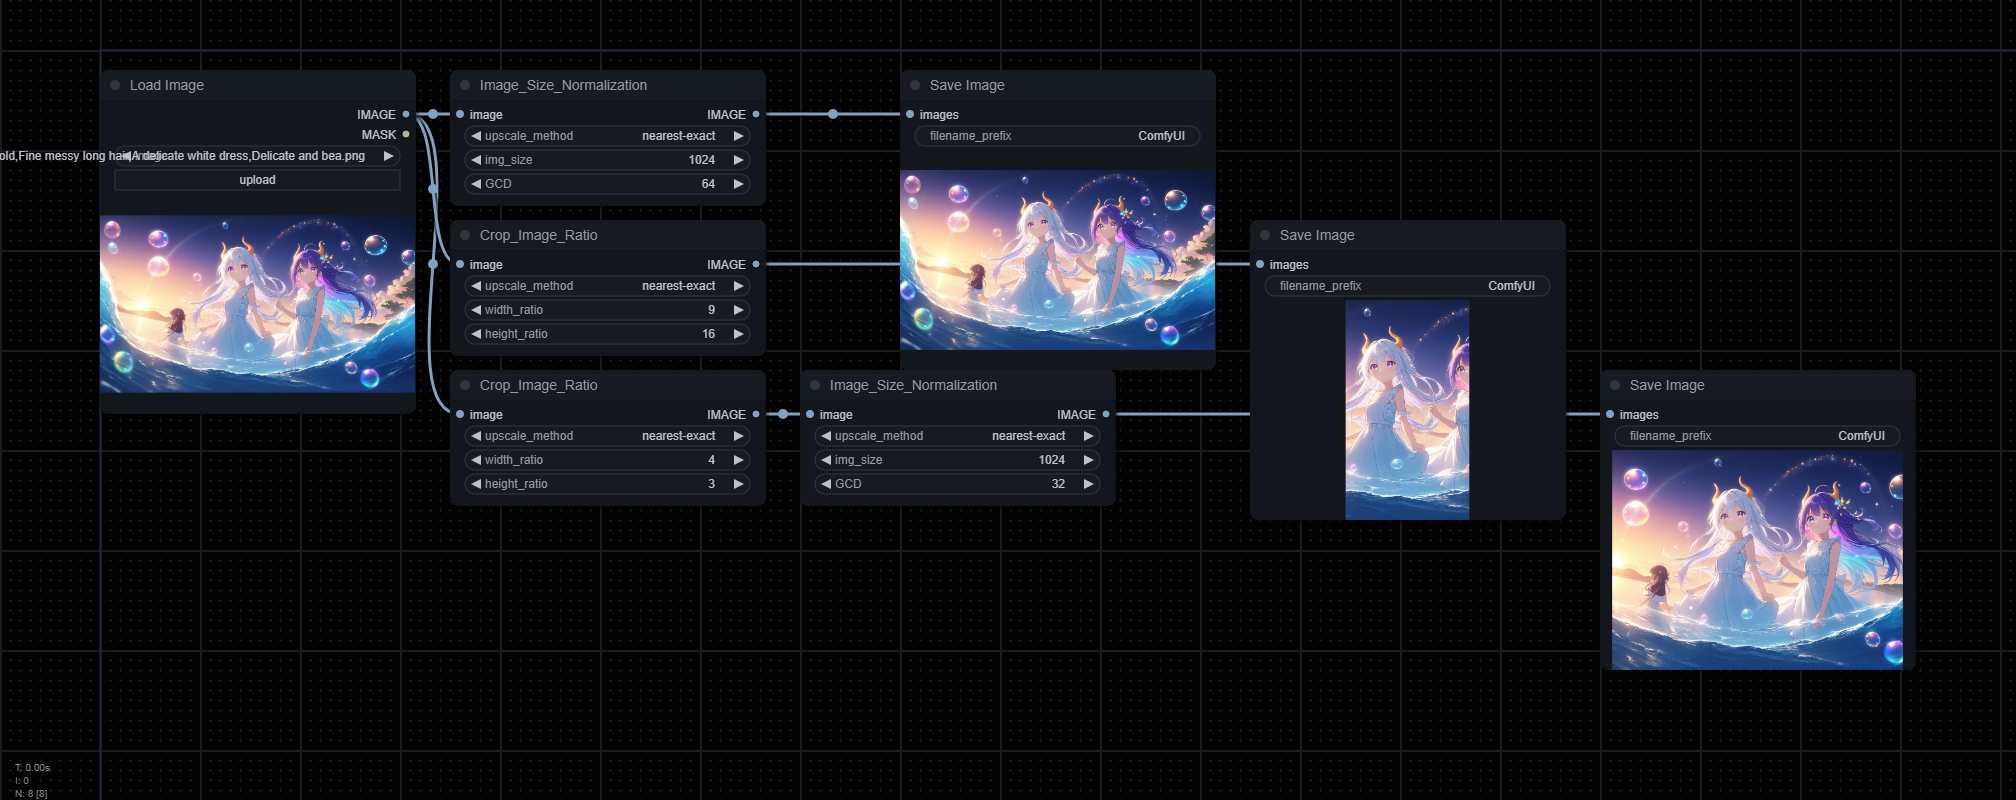 Load Image
IMAGE
MASK
old,Fine messy long hair,A delicate white dress,Delicate and bea.png
upload
Image_Size_Normalization
image IMAGE
upscale_method nearest-exact
img_size 1024
GCD 64
Crop_Image_Ratio
image IMAGE
upscale_method nearest-exact
width_ratio 9
height_ratio 16
Crop_Image_Ratio
image IMAGE
upscale_method nearest-exact
width_ratio 4
height_ratio 3
Image_Size_Normalization
image IMAGE
upscale_method nearest-exact
img_size 1024
GCD 32
Save Image
images
filename_prefix ComfyUI
Save Image
images
filename_prefix ComfyUI
Save Image
images
filename_prefix ComfyUI
T: 0.00s
I: 0
N: 8 [8]